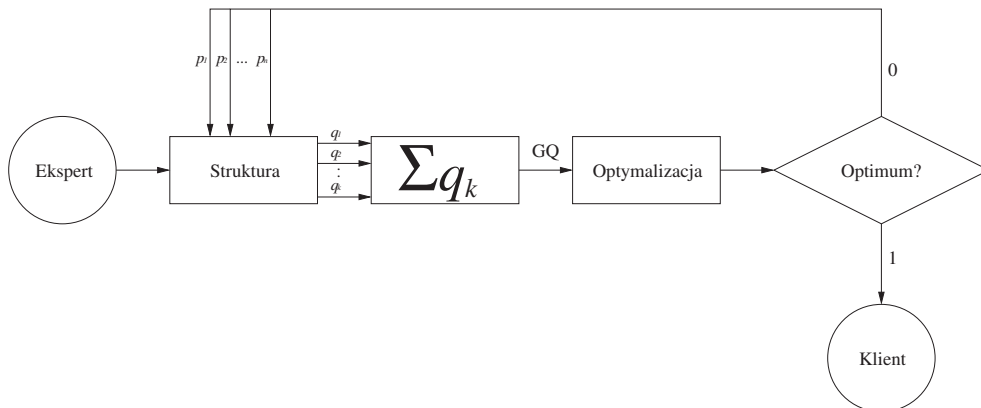 p1 p2 ... pn
0
Ekspert
Struktura
q1
q2
:
qk
∑qk
GQ
Optymalizacja
Optimum?
1
Klient